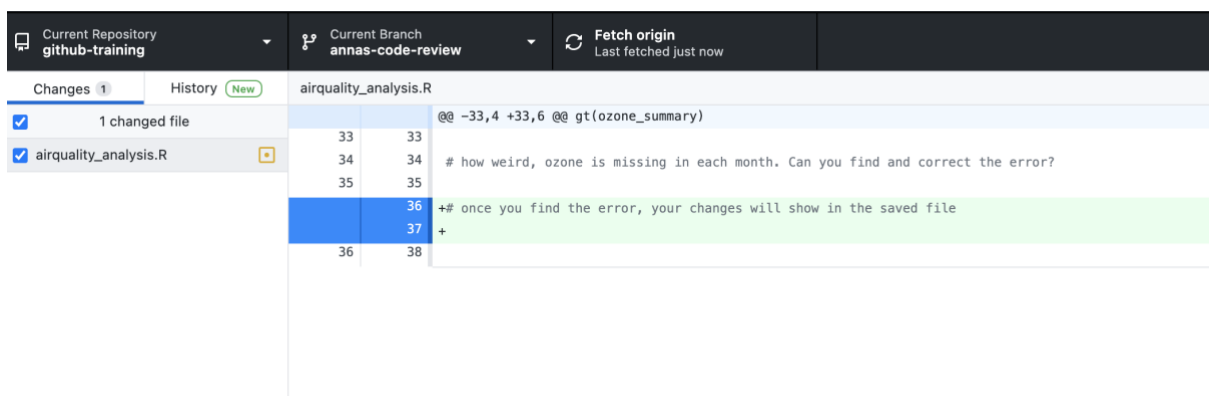 Current Repository
github-training
Current Branch
annas-code-review
Fetch origin
Last fetched just now
Changes 1
History New
airquality_analysis.R
1 changed file
@@ -33,4 +33,6 @@ gt(ozone_summary)
33 33
airquality_analysis.R
34 34 # how weird, ozone is missing in each month. Can you find and correct the error?
35 35
36 +# once you find the error, your changes will show in the saved file
37 +
36 38